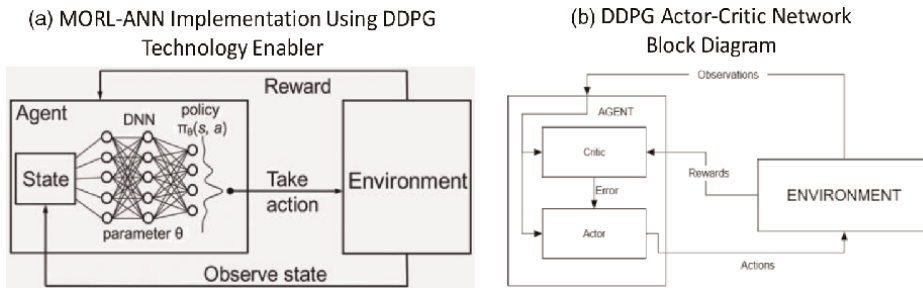 (a) MORL-ANN Implementation Using DDPG
Technology Enabler
Reward
Agent
DNN
policy
πθ(s, a)
State
Take
action
Environment
parameter θ
Observe state
(b) DDPG Actor-Critic Network
Block Diagram
Observations
AGENT
Critic
Rewards
Error
ENVIRONMENT
Actor
Actions